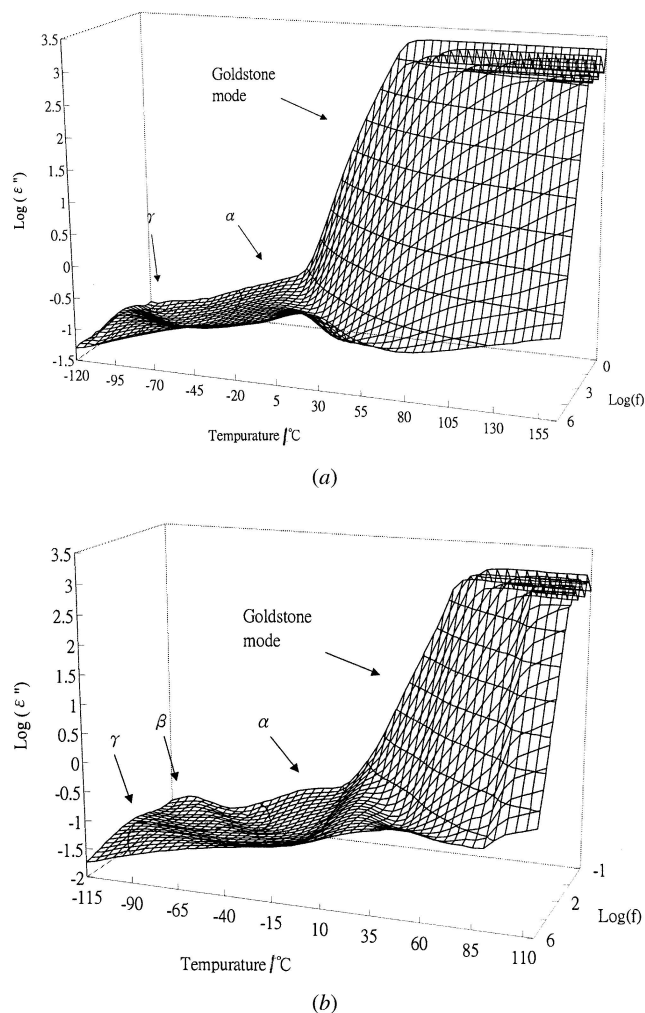 3.5
3
2.5
2
1.5
1
0.5
0
-0.5
-1
-1.5
Log ( ε")
Goldstone
mode
γ
α
-120 -95 -70 -45 -20 5 30 55 80 105 130 155
Tempurature /℃
0
3
6
Log(f)
(a)
3.5
3
2.5
2
1.5
1
0.5
0
-0.5
-1
-1.5
-2
Log ( ε")
Goldstone
mode
γ
β
α
-115 -90 -65 -40 -15 10 35 60 85 110
Tempurature /℃
-1
2
6
Log(f)
(b)